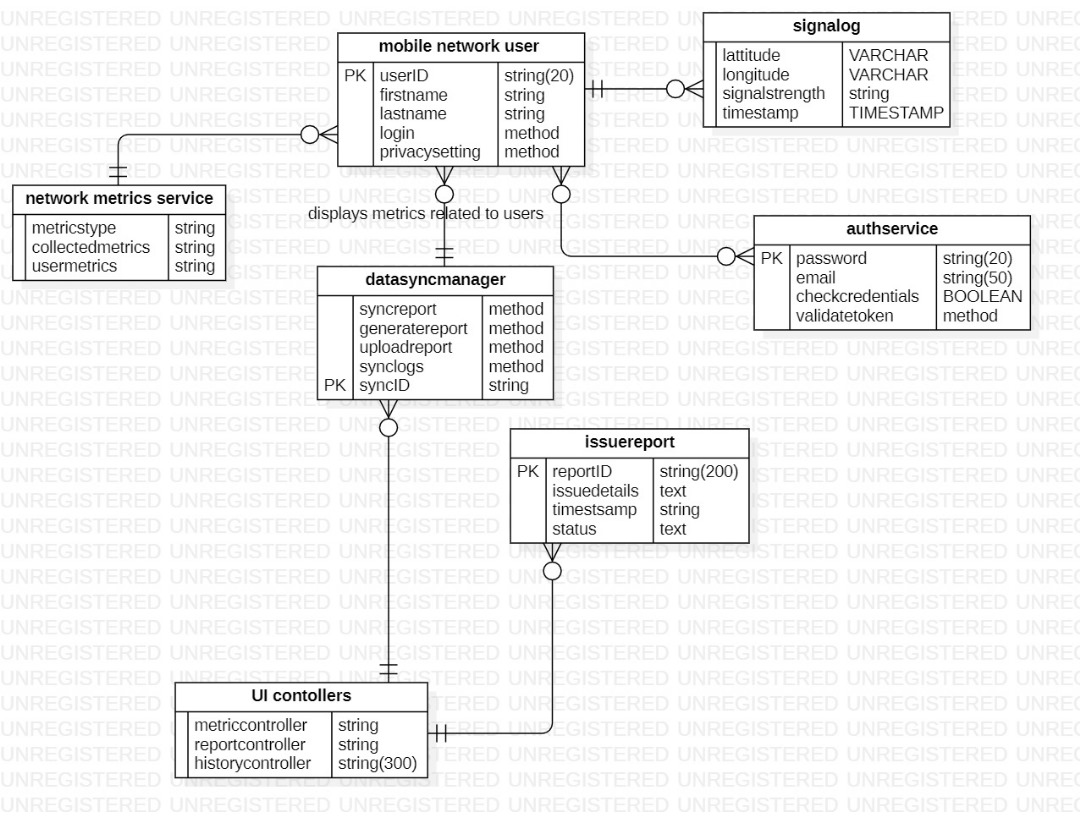 signalog
lattitude VARCHAR
longitude VARCHAR
signalstrength string
timestamp TIMESTAMP
mobile network user
PK userID string(20)
firstname string
lastname string
login method
privacysetting method
network metrics service
metricstype string
collectedmetrics string
usermetrics string
displays metrics related to users
authservice
PK password string(20)
email string(50)
checkcredentials BOOLEAN
validatetoken method
datasyncmanager
syncreport method
generatereport method
uploadreport method
synclogs method
PK syncID string
issuereport
PK reportID string(200)
issuedetails text
timestsamp string
status text
UI contollers
metriccontroller string
reportcontroller string
historycontroller string(300)
UNREGISTERED